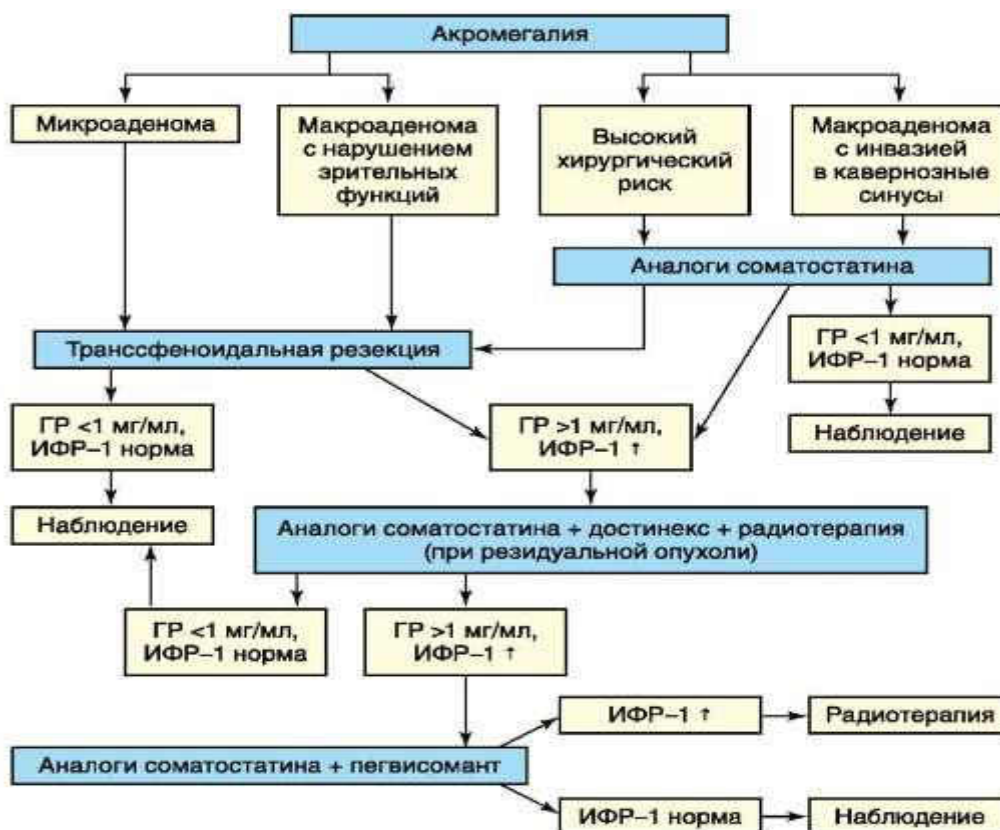 Акромегалия
Микроаденома
Макроаденома
с нарушением
зрительных
функций
Высокий
хирургический
риск
Макроаденома
с инвазией
в кавернозные
синусы
Аналоги соматостатина
Транссфеноидальная резекция
ГР <1 мг/мл,
ИФР–1 норма
ГР <1 мг/мл,
ИФР–1 норма
ГР >1 мг/мл,
ИФР–1 ↑
Наблюдение
Наблюдение
Аналоги соматостатина + достинекс + радиотерапия
(при резидуальной опухоли)
ГР <1 мг/мл,
ИФР–1 норма
ГР >1 мг/мл,
ИФР–1 ↑
ИФР–1 ↑
Радиотерапия
Аналоги соматостатина + пегвисомант
ИФР–1 норма
Наблюдение